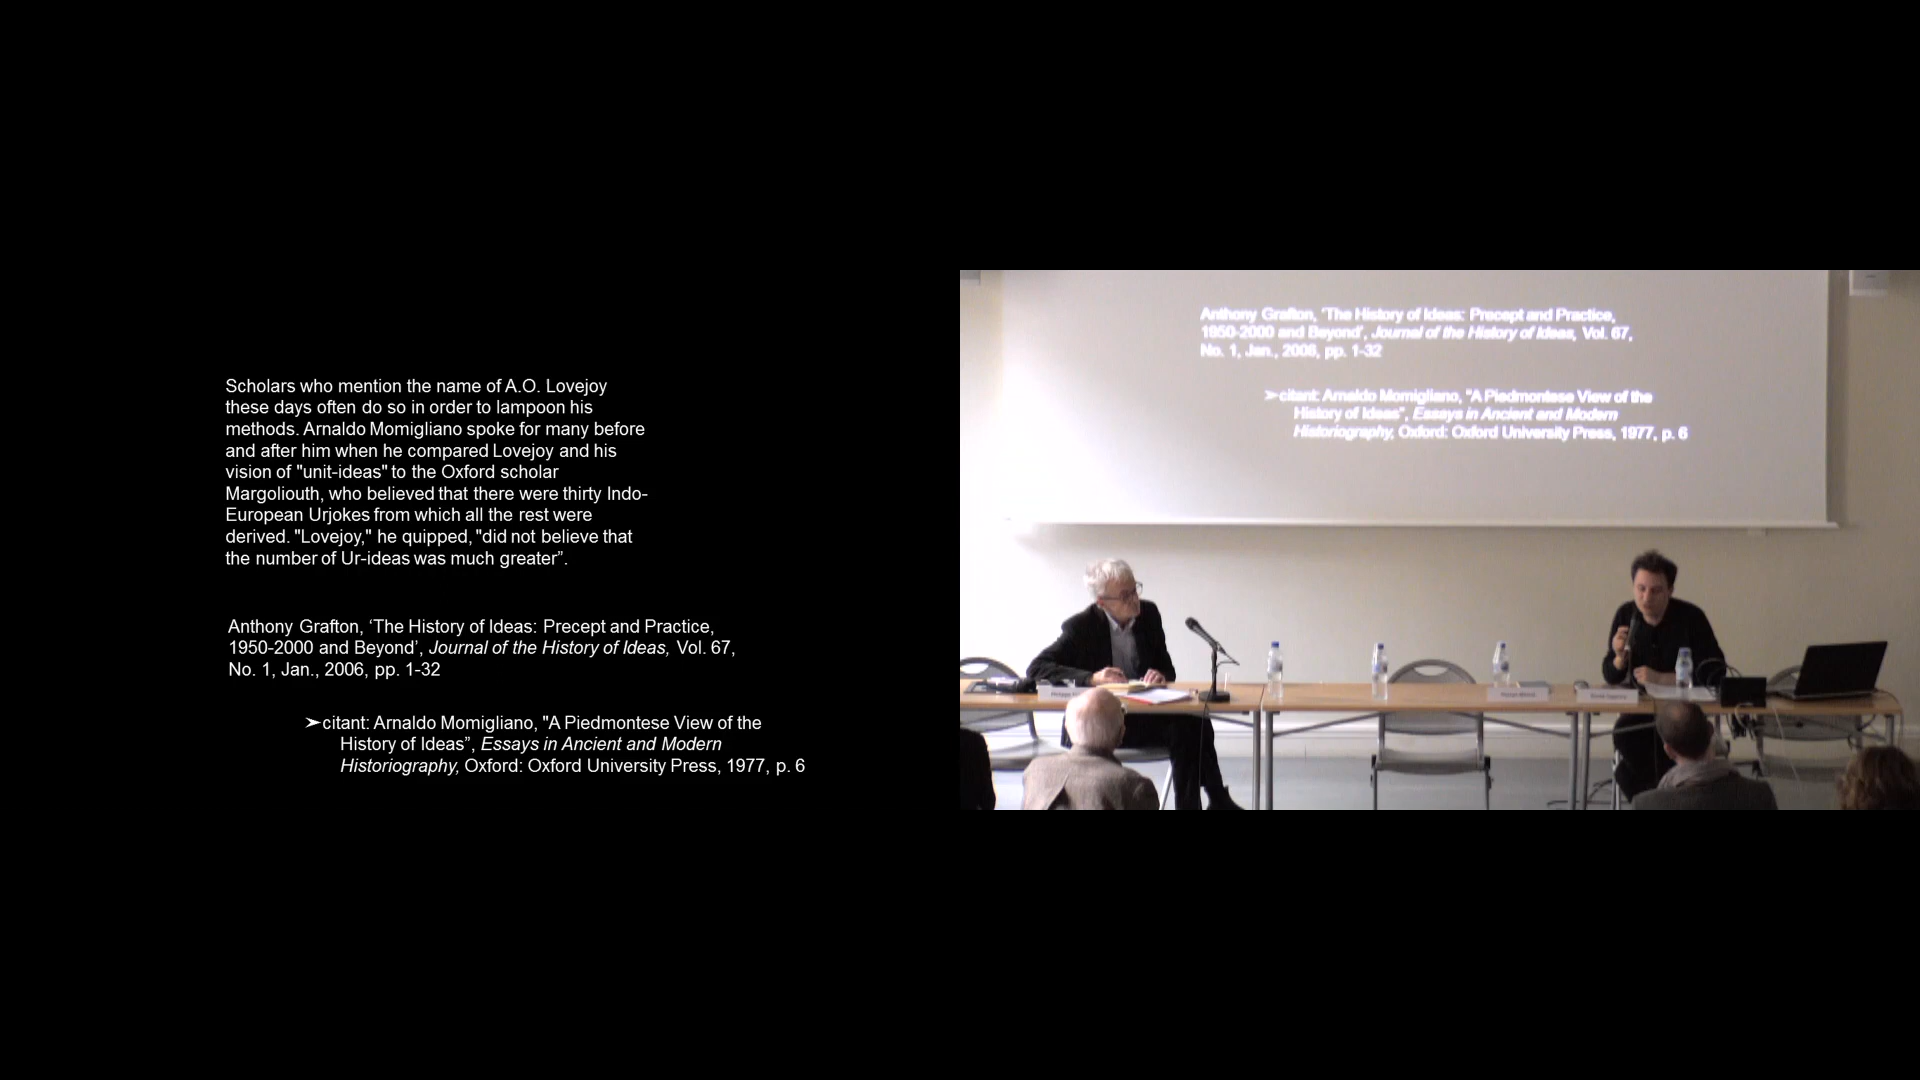 Scholars who mention the name of A.O. Lovejoy
these days often do so in order to lampoon his
methods. Arnaldo Momigliano spoke for many before
and after him when he compared Lovejoy and his
vision of "unit-ideas" to the Oxford scholar
Margoliouth, who believed that there were thirty Indo-
European Urjokes from which all the rest were
derived. "Lovejoy," he quipped, "did not believe that
the number of Ur-ideas was much greater”.
Anthony Grafton, ‘The History of Ideas: Precept and Practice,
1950-2000 and Beyond’, Journal of the History of Ideas, Vol. 67,
No. 1, Jan., 2006, pp. 1-32
➢citant: Arnaldo Momigliano, "A Piedmontese View of the
History of Ideas”, Essays in Ancient and Modern
Historiography, Oxford: Oxford University Press, 1977, p. 6
Anthony Grafton, ‘The History of Ideas: Precept and Practice,
1950-2000 and Beyond’, Journal of the History of Ideas, Vol. 67,
No. 1, Jan., 2006, pp. 1-32
➢citant: Arnaldo Momigliano, "A Piedmontese View of the
History of Ideas”, Essays in Ancient and Modern
Historiography, Oxford: Oxford University Press, 1977, p. 6